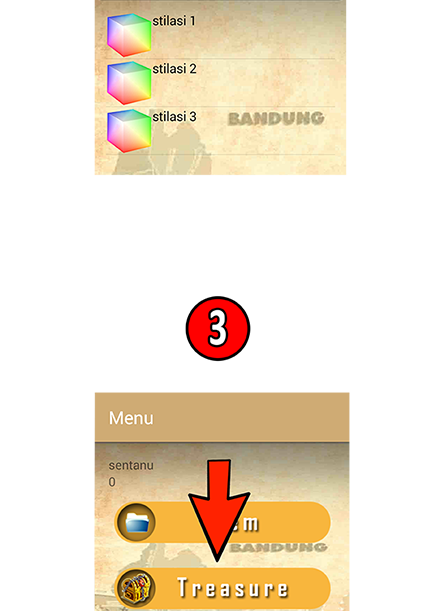 stilasi 1
stilasi 2
stilasi 3
BANDUNG
3
Menu
sentanu
0
BANDUNG
Treasure